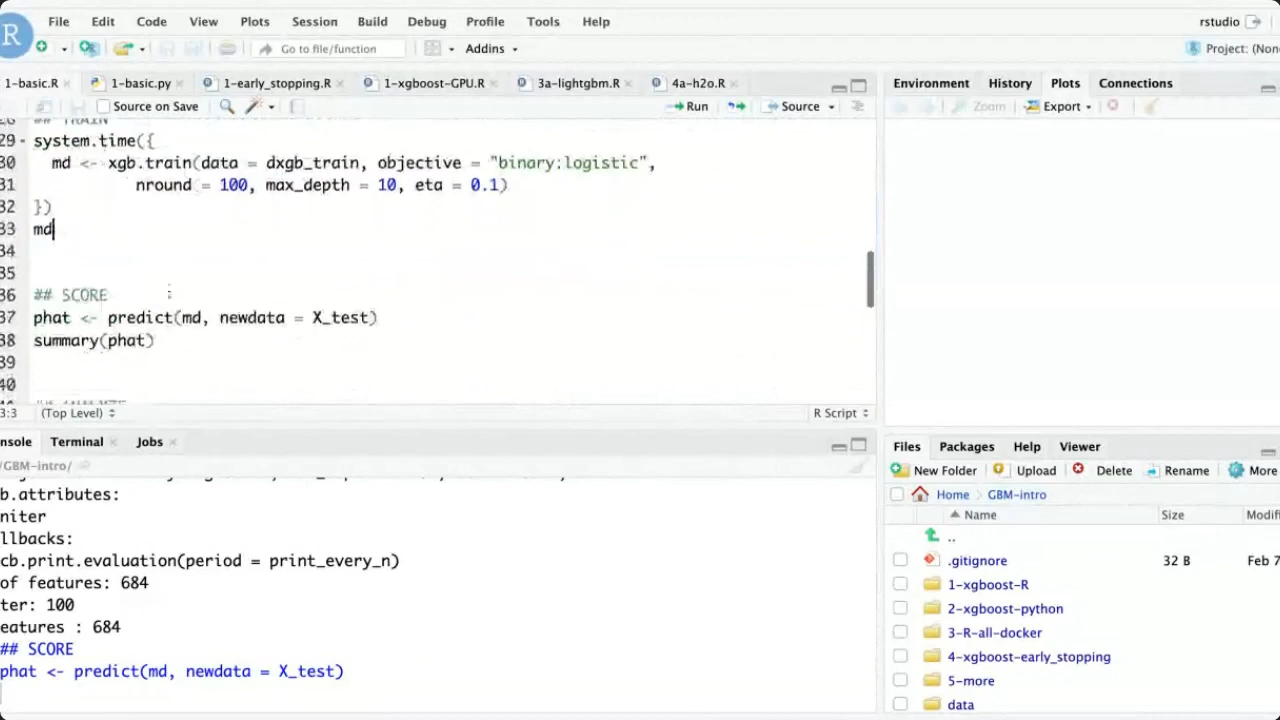 R
File Edit Code View Plots Session Build Debug Profile Tools Help
rstudio
Go to file/function
Addins
Project: (None
1-basic.R 1-basic.py 1-early_stopping.R 1-xgboost-GPU.R 3a-lightgbm.R 4a-h2o.R
Source on Save
Run
Source
28 ## TRAIN
29 system.time({
30 md <- xgb.train(data = dxgb_train, objective = "binary:logistic",
31 nround = 100, max_depth = 10, eta = 0.1)
32 })
33 md
34
35
36 ## SCORE
37 phat <- predict(md, newdata = X_test)
38 summary(phat)
39
40
3:3 (Top Level)
R Script
nsole Terminal Jobs
/GBM-intro/
b.attributes:
niter
llbacks:
cb.print.evaluation(period = print_every_n)
of features: 684
ter: 100
eatures : 684
## SCORE
phat <- predict(md, newdata = X_test)
Environment History Plots Connections
Zoom Export
Files Packages Help Viewer
New Folder Upload Delete Rename More
Home GBM-intro
Name Size Modifi
..
.gitignore 32 B Feb 7
1-xgboost-R
2-xgboost-python
3-R-all-docker
4-xgboost-early_stopping
5-more
data